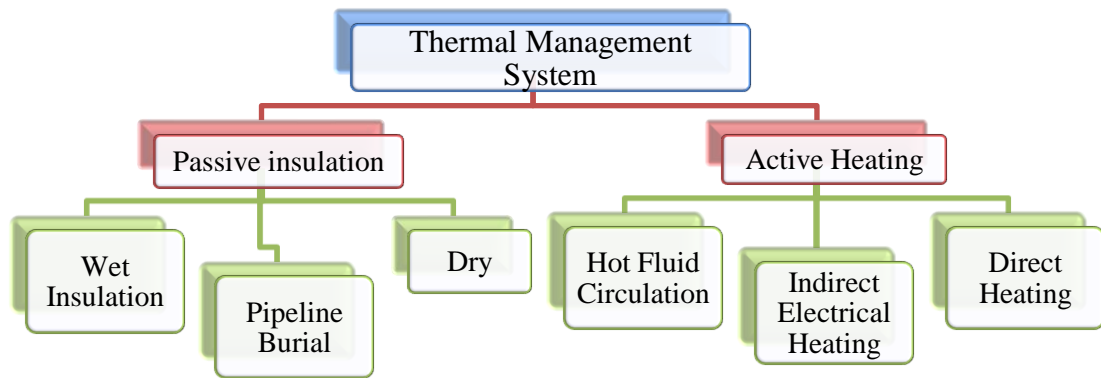 Thermal Management
System
Passive insulation
Active Heating
Wet
Insulation
Pipeline
Burial
Dry
Hot Fluid
Circulation
Indirect
Electrical
Heating
Direct
Heating